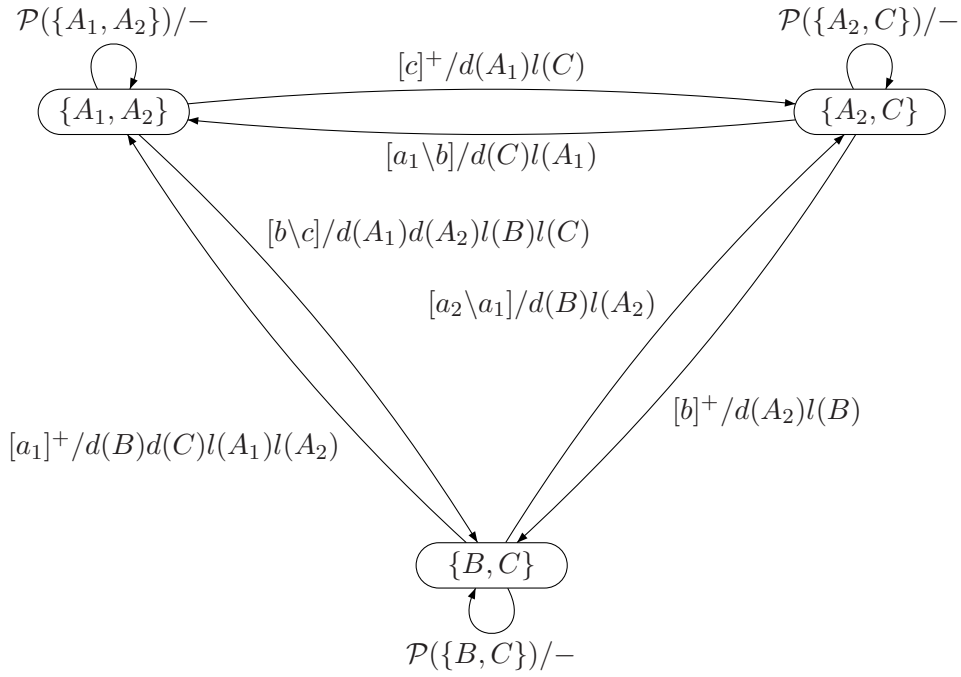 𝒫({A₁, A₂})/−
𝒫({A₂, C})/−
[c]⁺/d(A₁)l(C)
{A₁, A₂}
{A₂, C}
[a₁\b]/d(C)l(A₁)
[b\c]/d(A₁)d(A₂)l(B)l(C)
[a₂\a₁]/d(B)l(A₂)
[b]⁺/d(A₂)l(B)
[a₁]⁺/d(B)d(C)l(A₁)l(A₂)
{B, C}
𝒫({B, C})/−